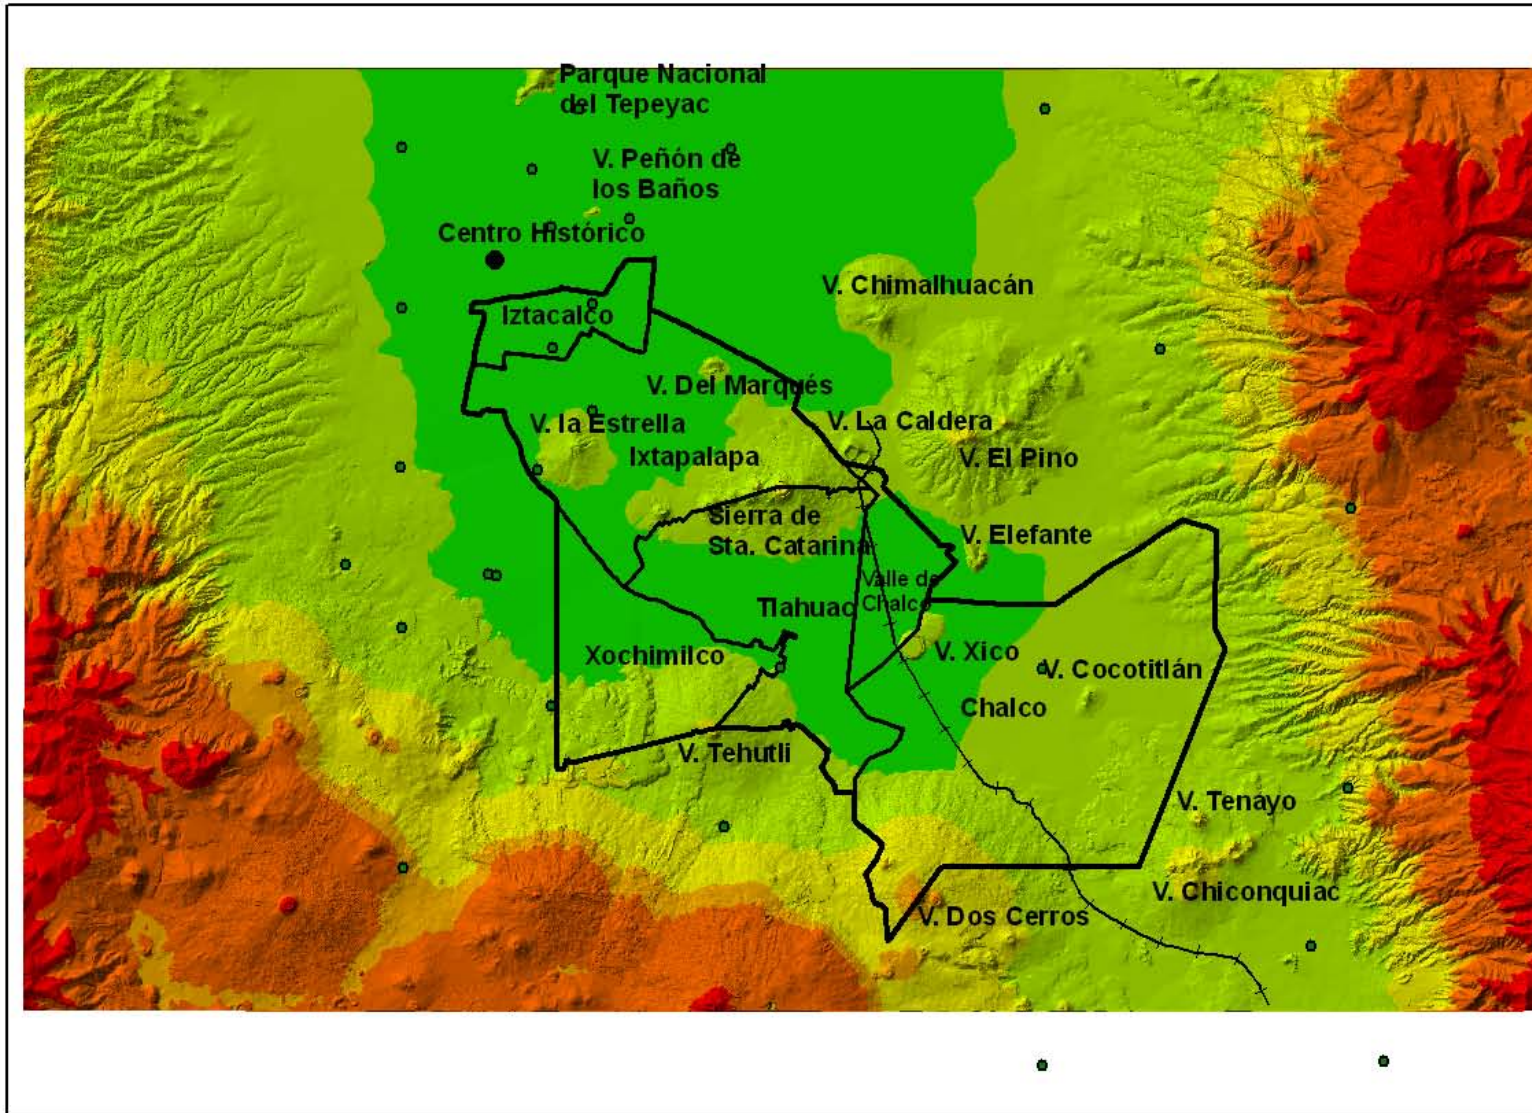 Parque Nacional
del Tepeyac
V. Peñón de
los Baños
Centro Histórico
V. Chimalhuacán
Iztacalco
V. Del Marqués
V. la Estrella
V. La Caldera
Ixtapalapa
V. El Pino
Sierra de
Sta. Catarina
V. Elefante
Valle de
Chalco
Tlahuac
Xochimilco
V. Xico
V. Cocotitlán
Chalco
V. Tehutli
V. Tenayo
V. Chiconquiac
V. Dos Cerros